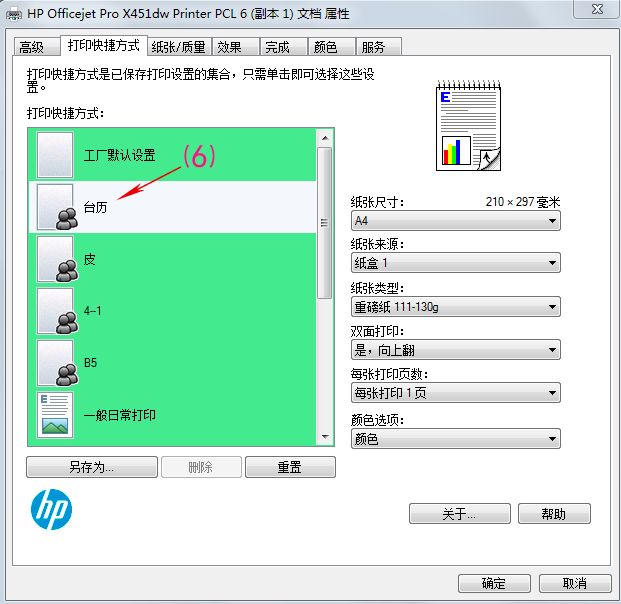 HP Officejet Pro X451dw Printer PCL 6 (副本 1) 文档 属性
高级 打印快捷方式 纸张/质量 效果 完成 颜色 服务
打印快捷方式是已保存打印设置的集合，只需单击即可选择这些设
置。
打印快捷方式:
工厂默认设置
(6)
台历
皮
4--1
B5
E
一般日常打印
另存为... 删除 重置
hp
E
纸张尺寸: 210 × 297 毫米
A4
纸张来源:
纸盒 1
纸张类型:
重磅纸 111-130g
双面打印:
是，向上翻
每张打印页数:
每张打印 1 页
颜色选项:
颜色
关于... 帮助
确定 取消